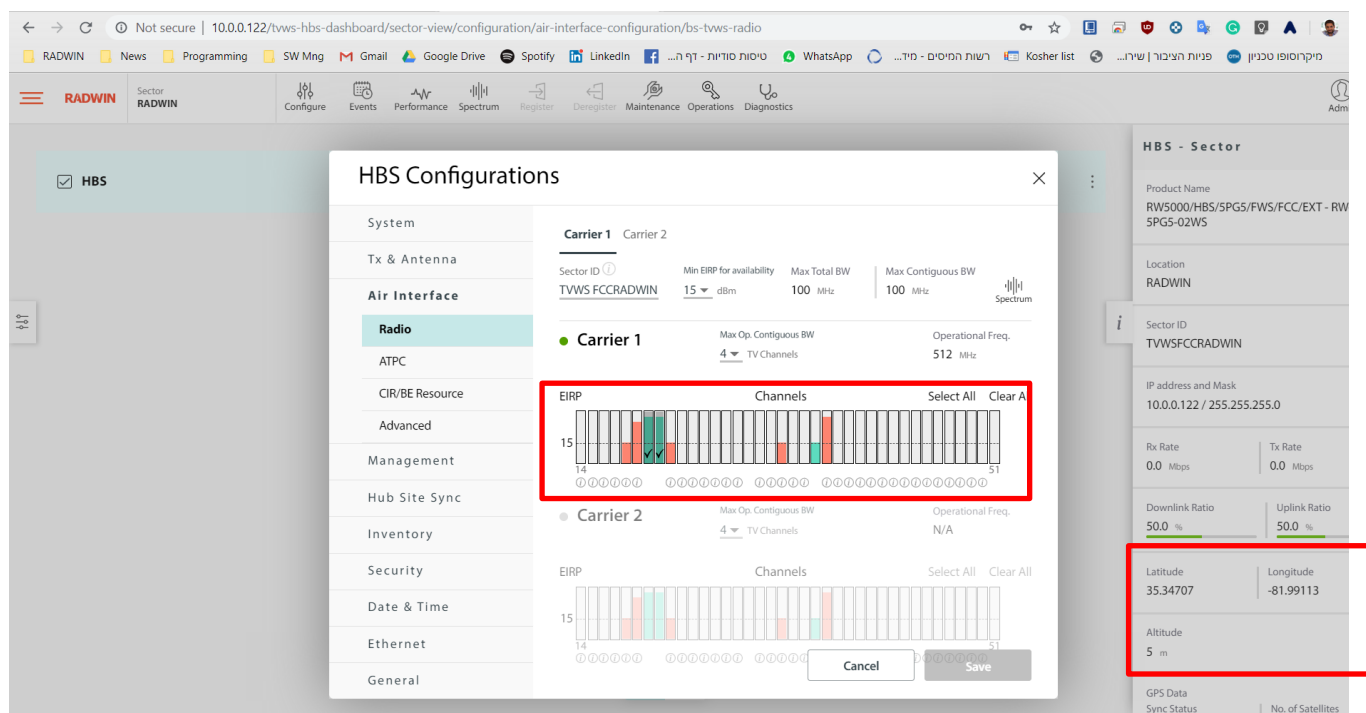 Not secure | 10.0.0.122/tvws-hbs-dashboard/sector-view/configuration/air-interface-configuration/bs-tvws-radio
RADWIN News Programming SW Mng Gmail Google Drive Spotify LinkedIn טיסות סודיות - דף ה... WhatsApp רשות המיסים - מיד... Kosher list פניות הציבור | שירו... מיקרוסופו טכניון
RADWIN
Sector
RADWIN
Configure Events Performance Spectrum Register Deregister Maintenance Operations Diagnostics
HBS
HBS Configurations
System
Tx & Antenna
Air Interface
Radio
ATPC
CIR/BE Resource
Advanced
Management
Hub Site Sync
Inventory
Security
Date & Time
Ethernet
General
Carrier 1 Carrier 2
Sector ID Min EIRP for availability Max Total BW Max Contiguous BW
TVWS FCCRADWIN 15 dBm 100 MHz 100 MHz
Spectrum
Carrier 1
Max Op. Contiguous BW Operational Freq.
4 TV Channels 512 MHz
EIRP Channels Select All Clear A
15
14 51
Carrier 2
Max Op. Contiguous BW Operational Freq.
4 TV Channels N/A
EIRP Channels Select All Clear All
15
14 51
Cancel Save
HBS - Sector
Product Name
RW5000/HBS/5PG5/FWS/FCC/EXT - RW
5PG5-02WS
Location
RADWIN
Sector ID
TVWSFCCRADWIN
IP address and Mask
10.0.0.122 / 255.255.255.0
Rx Rate Tx Rate
0.0 Mbps 0.0 Mbps
Downlink Ratio Uplink Ratio
50.0 % 50.0 %
Latitude Longitude
35.34707 -81.99113
Altitude
5 m
GPS Data
Sync Status No. of Satellites